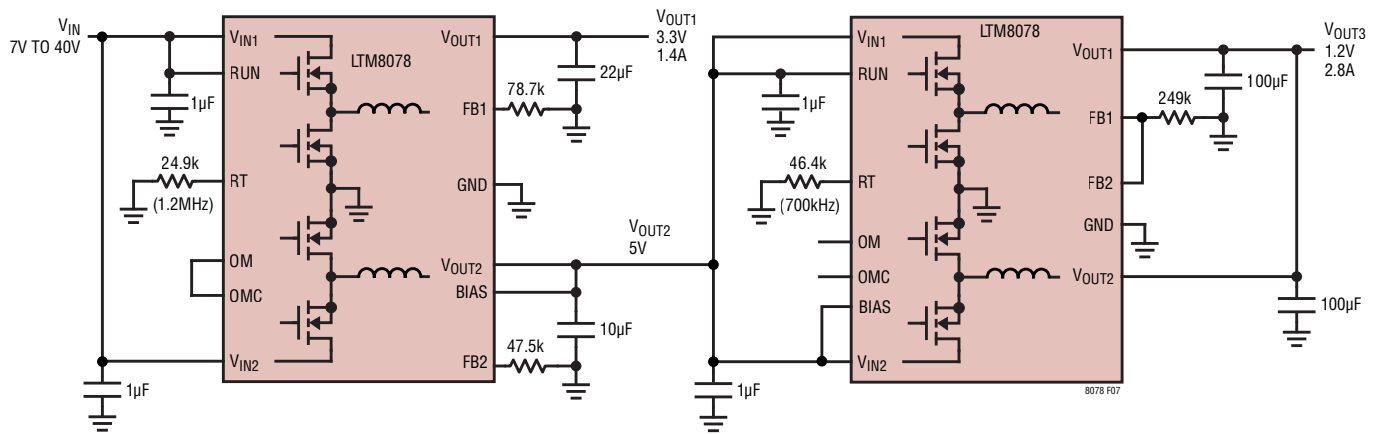 VIN
7V TO 40V
VIN1
RUN
1µF
24.9k
RT
(1.2MHz)
OM
OMC
VIN2
1µF
LTM8078
VOUT1
FB1
GND
VOUT2
BIAS
FB2
VOUT1
3.3V
1.4A
22µF
78.7k
VOUT2
5V
10µF
47.5k
VIN1
RUN
1µF
46.4k
RT
(700kHz)
OM
OMC
BIAS
VIN2
1µF
LTM8078
VOUT1
FB1
FB2
GND
VOUT2
VOUT3
1.2V
2.8A
100µF
249k
100µF
8078 F07